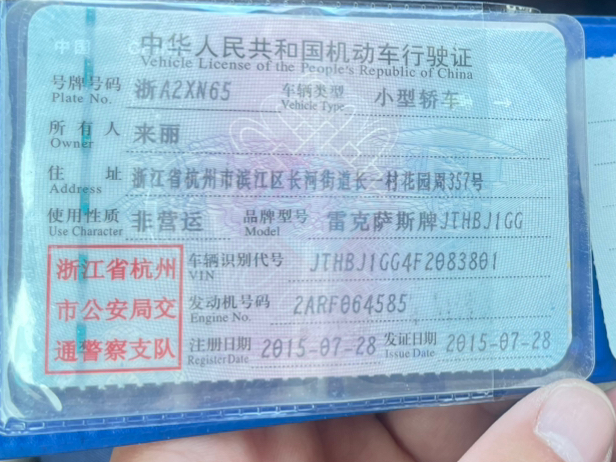 中华人民共和国机动车行驶证
Vehicle License of the People's Republic of China
号牌号码 浙A2XN65 车辆类型 小型轿车
Plate No. Vehicle Type
所有人 来丽
Owner
住址 浙江省杭州市滨江区长河街道长一村花园周357号
Address
使用性质 非营运 品牌型号 雷克萨斯牌JTHBJ1GG
Use Character Model
浙江省杭州
市公安局交
通警察支队
车辆识别代号 JTHBJ1GG4F2083801
VIN
发动机号码 2ARF064585
Engine No.
注册日期 2015-07-28 发证日期 2015-07-28
Register Date Issue Date